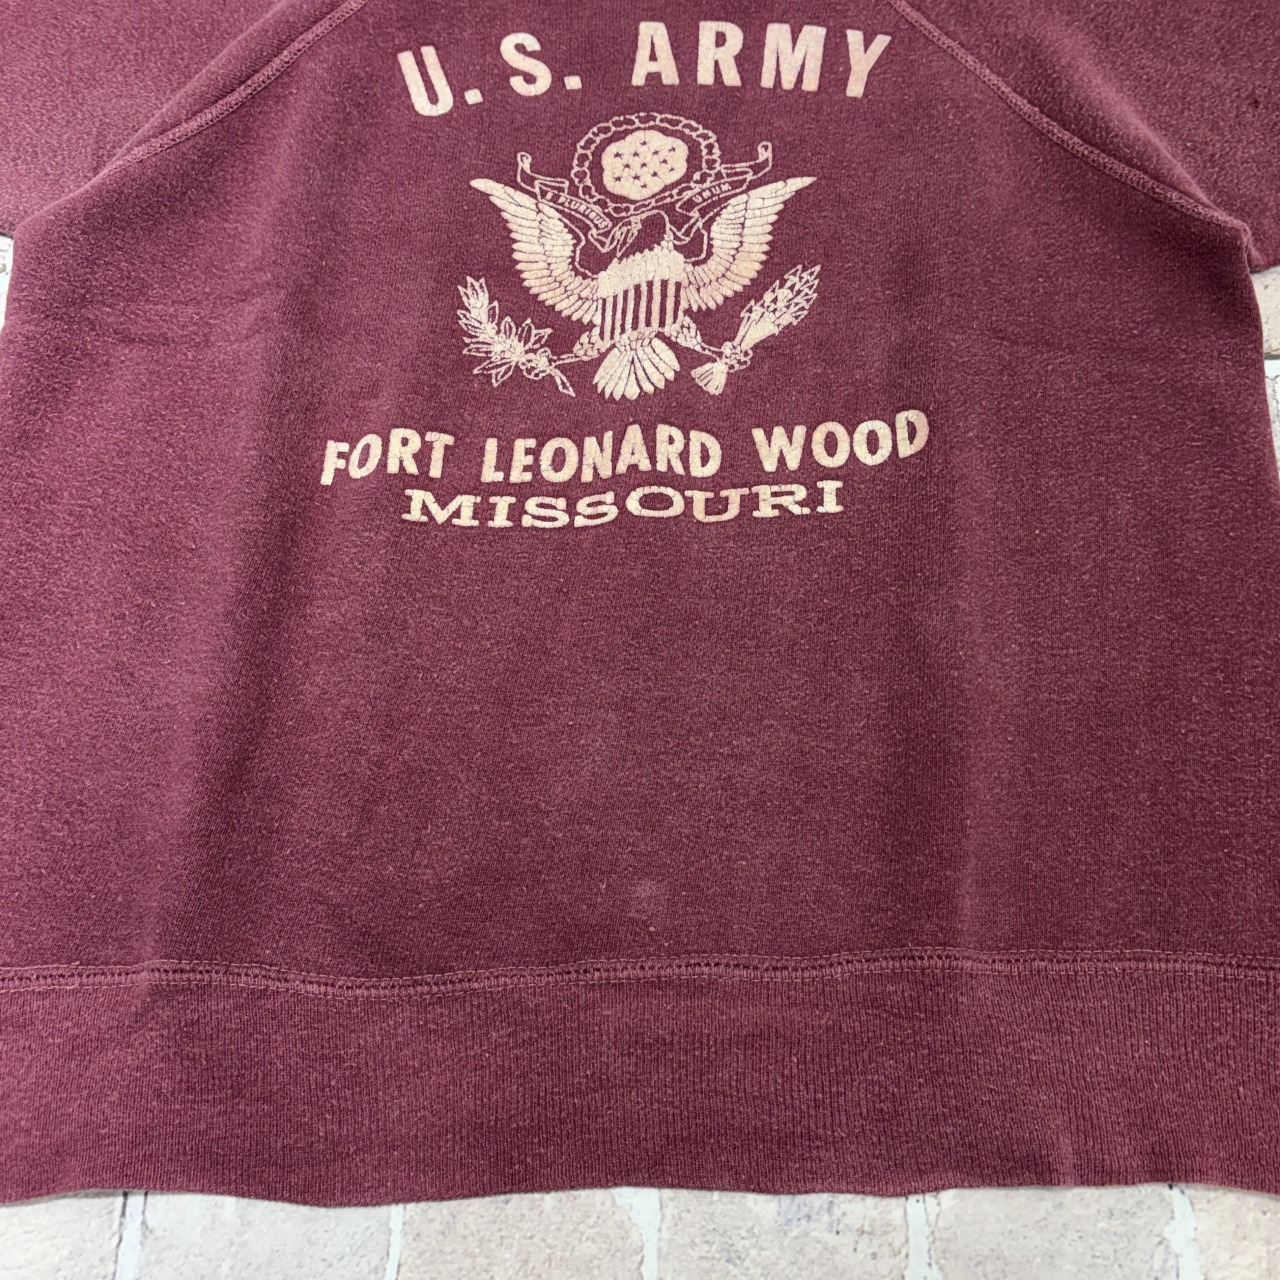 U.S. ARMY
E PLURIBUS UNUM
FORT LEONARD WOOD
MISSOURI